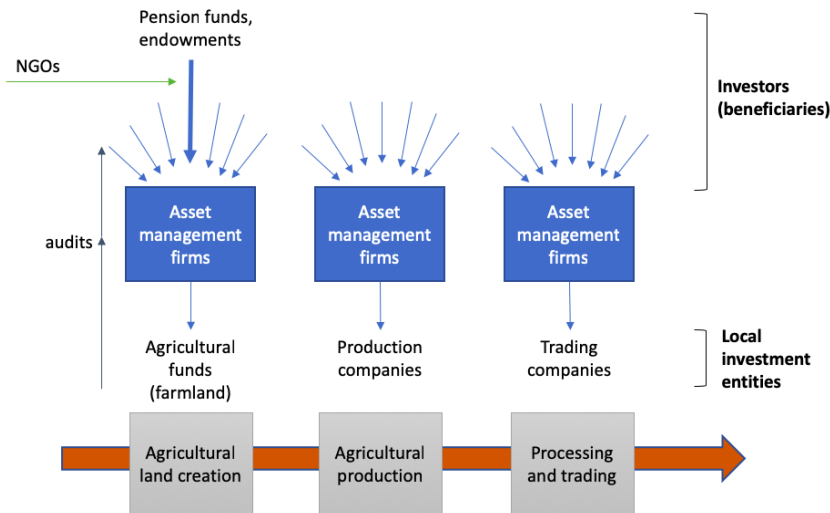 Pension funds,
endowments
NGOs
Investors
(beneficiaries)
Asset
management
firms
Asset
management
firms
Asset
management
firms
audits
Agricultural
funds
(farmland)
Production
companies
Trading
companies
Local
investment
entities
Agricultural
land creation
Agricultural
production
Processing
and trading